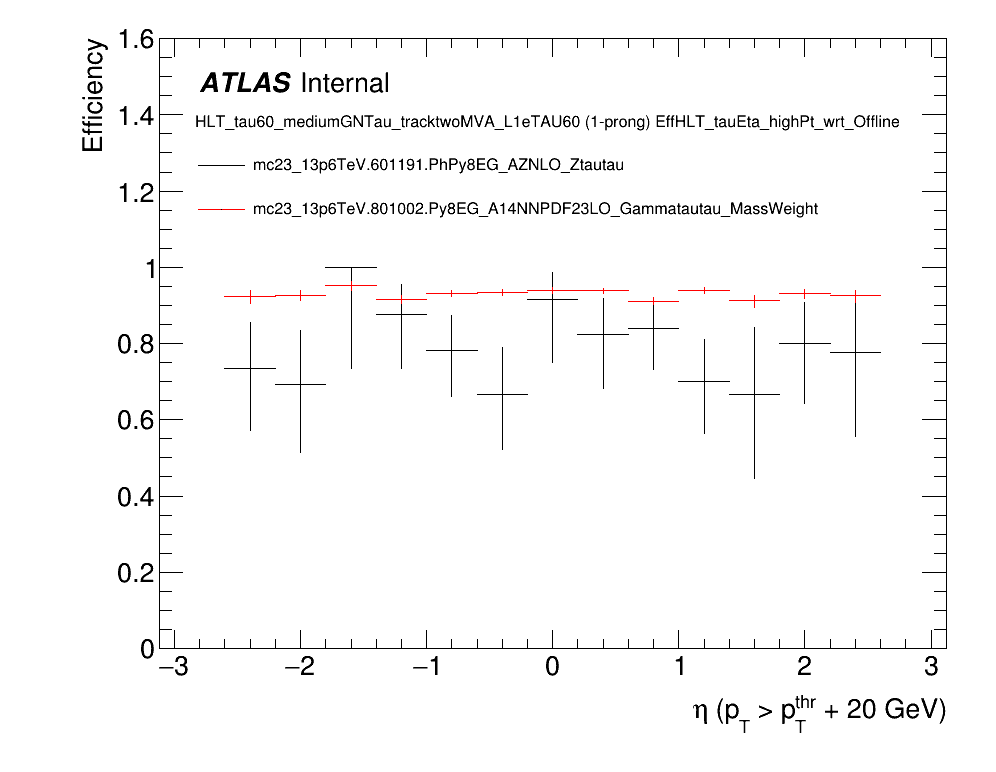 Efficiency
1.6
1.4
1.2
1
0.8
0.6
0.4
0.2
0
ATLAS Internal
HLT_tau60_mediumGNTau_tracktwoMVA_L1eTAU60 (1-prong) EffHLT_tauEta_highPt_wrt_Offline
mc23_13p6TeV.601191.PhPy8EG_AZNLO_Ztautau
mc23_13p6TeV.801002.Py8EG_A14NNPDF23LO_Gammatautau_MassWeight
−3 −2 −1 0 1 2 3
η (p_T > p_T^thr + 20 GeV)